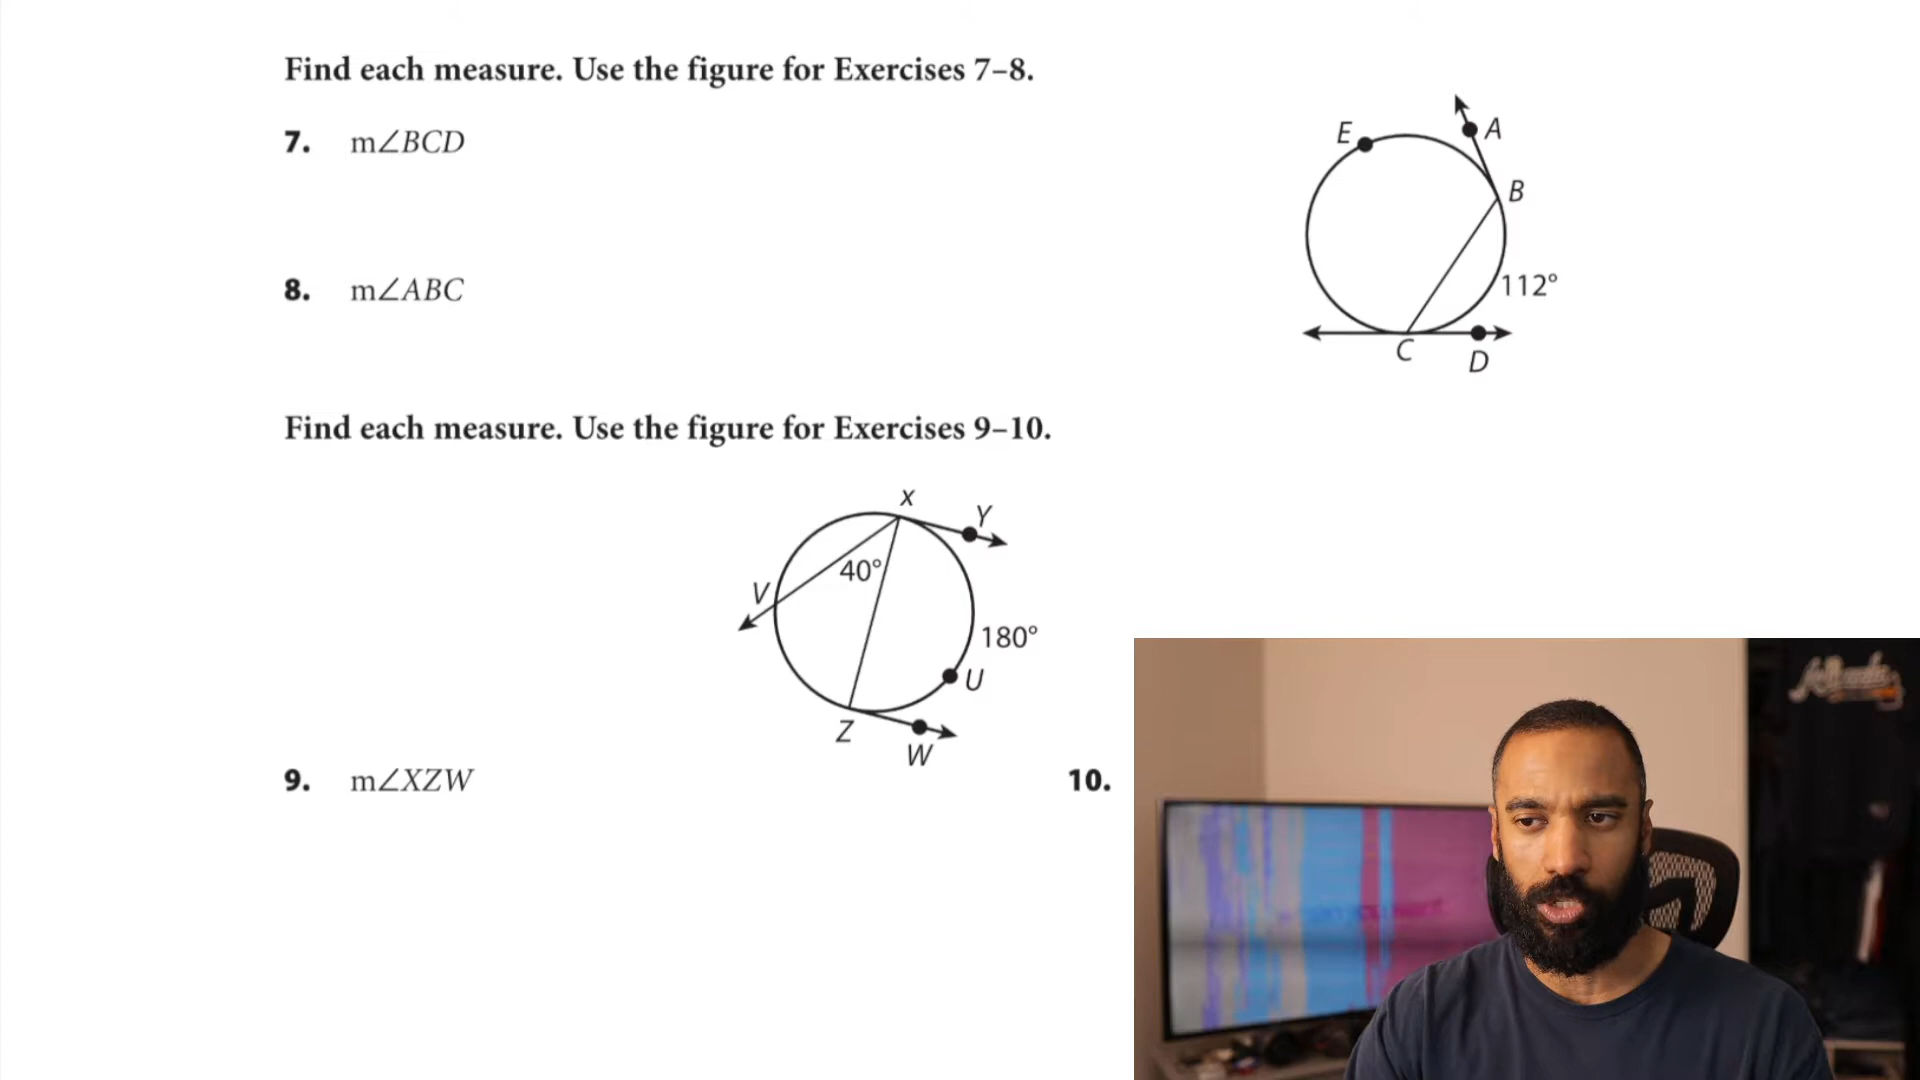 Find each measure. Use the figure for Exercises 7–8.
7. m∠BCD
8. m∠ABC
E
A
B
112°
C
D
Find each measure. Use the figure for Exercises 9–10.
X
Y
40°
V
180°
U
Z
W
9. m∠XZW
10.